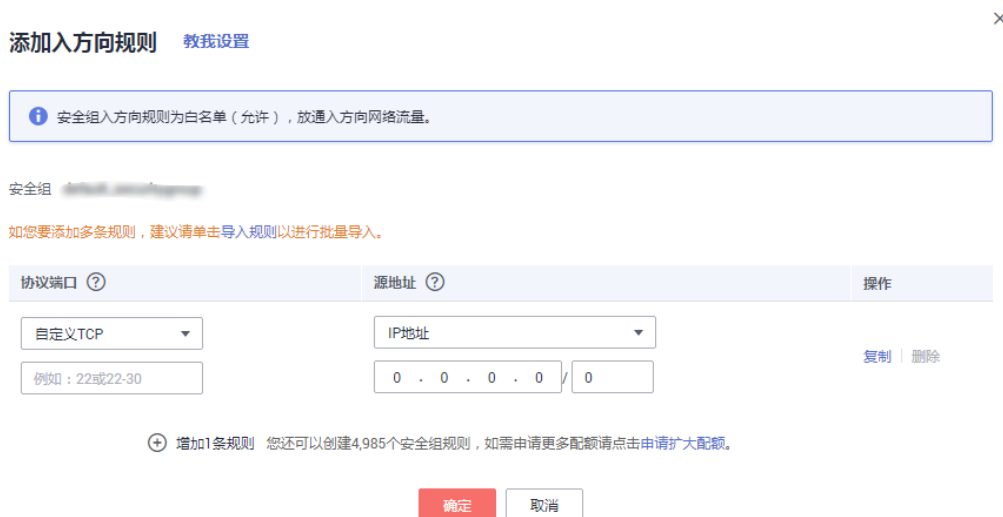 添加入方向规则 教我设置
安全组入方向规则为白名单（允许），放通入方向网络流量。
安全组
如您要添加多条规则，建议请单击导入规则以进行批量导入。
协议端口 源地址 操作
自定义TCP IP地址
复制 删除
例如：22或22-30 0 . 0 . 0 . 0 / 0
增加1条规则 您还可以创建4,985个安全组规则，如需申请更多配额请点击申请扩大配额。
确定 取消